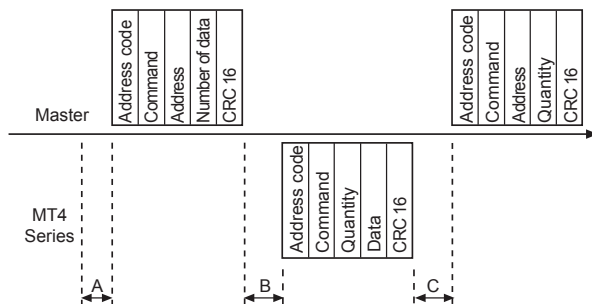 Address code
Command
Address
Number of data
CRC 16
Address code
Command
Address
Quantity
CRC 16
Master
MT4
Series
Address code
Command
Quantity
Data
CRC 16
A
B
C